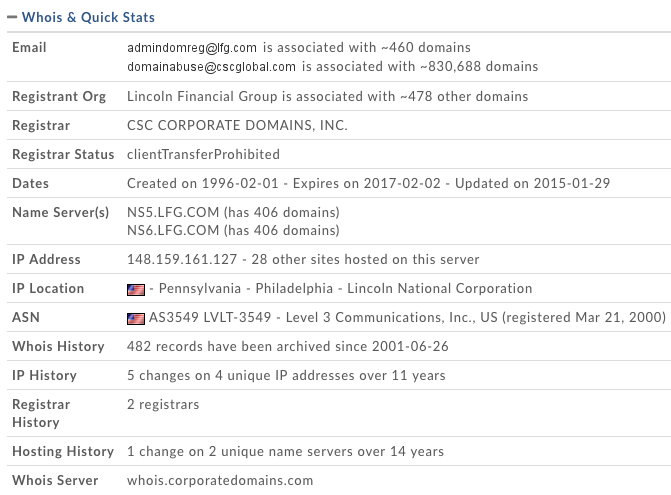 − Whois & Quick Stats
Email admindomreg@lfg.com is associated with ~460 domains
domainabuse@cscglobal.com is associated with ~830,688 domains
Registrant Org Lincoln Financial Group is associated with ~478 other domains
Registrar CSC CORPORATE DOMAINS, INC.
Registrar Status clientTransferProhibited
Dates Created on 1996-02-01 - Expires on 2017-02-02 - Updated on 2015-01-29
Name Server(s) NS5.LFG.COM (has 406 domains)
NS6.LFG.COM (has 406 domains)
IP Address 148.159.161.127 - 28 other sites hosted on this server
IP Location - Pennsylvania - Philadelphia - Lincoln National Corporation
ASN AS3549 LVLT-3549 - Level 3 Communications, Inc., US (registered Mar 21, 2000)
Whois History 482 records have been archived since 2001-06-26
IP History 5 changes on 4 unique IP addresses over 11 years
Registrar 2 registrars
History
Hosting History 1 change on 2 unique name servers over 14 years
Whois Server whois.corporatedomains.com